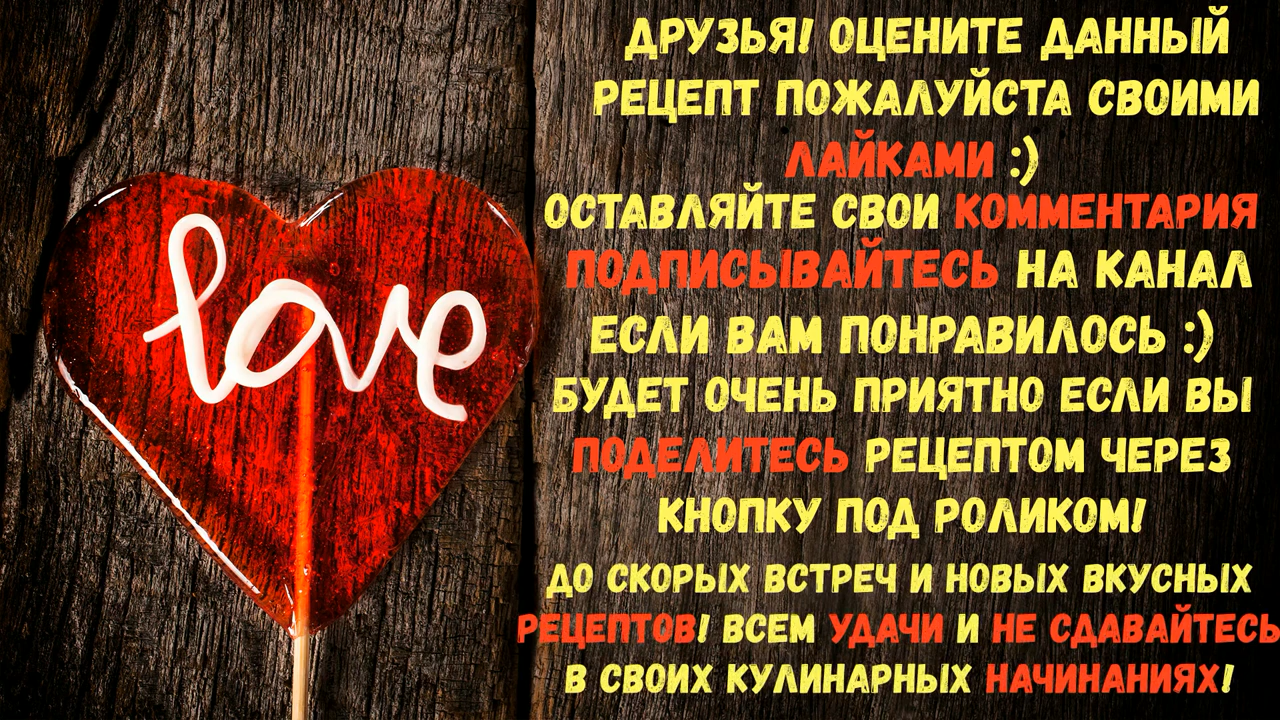 love
ДРУЗЬЯ! ОЦЕНИТЕ ДАННЫЙ
РЕЦЕПТ ПОЖАЛУЙСТА СВОИМИ
ЛАЙКАМИ :)
ОСТАВЛЯЙТЕ СВОИ КОММЕНТАРИЯ
ПОДПИСЫВАЙТЕСЬ НА КАНАЛ
ЕСЛИ ВАМ ПОНРАВИЛОСЬ :)
БУДЕТ ОЧЕНЬ ПРИЯТНО ЕСЛИ ВЫ
ПОДЕЛИТЕСЬ РЕЦЕПТОМ ЧЕРЕЗ
КНОПКУ ПОД РОЛИКОМ!
ДО СКОРЫХ ВСТРЕЧ И НОВЫХ ВКУСНЫХ
РЕЦЕПТОВ! ВСЕМ УДАЧИ И НЕ СДАВАЙТЕСЬ
В СВОИХ КУЛИНАРНЫХ НАЧИНАНИЯХ!